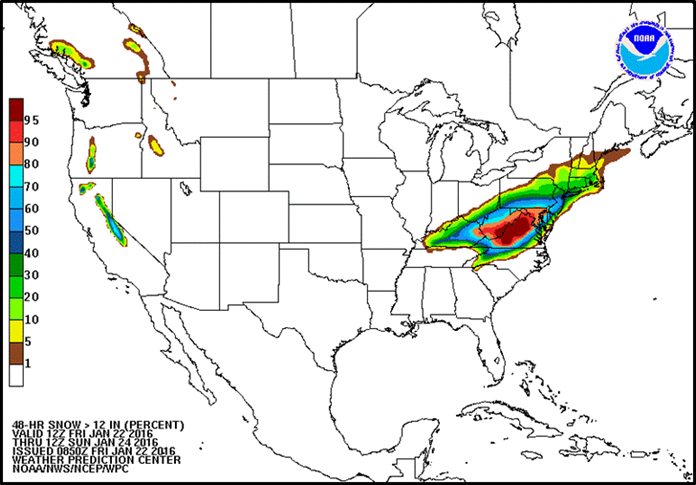 NOAA
95
90
80
70
60
50
40
30
20
10
5
1
48-HR SNOW > 12 IN (PERCENT)
VALID 12Z FRI JAN 22 2016
THRU 12Z SUN JAN 24 2016
ISSUED 0850Z FRI JAN 22 2016
WEATHER PREDICTION CENTER
NOAA/NWS/NCEP/WPC